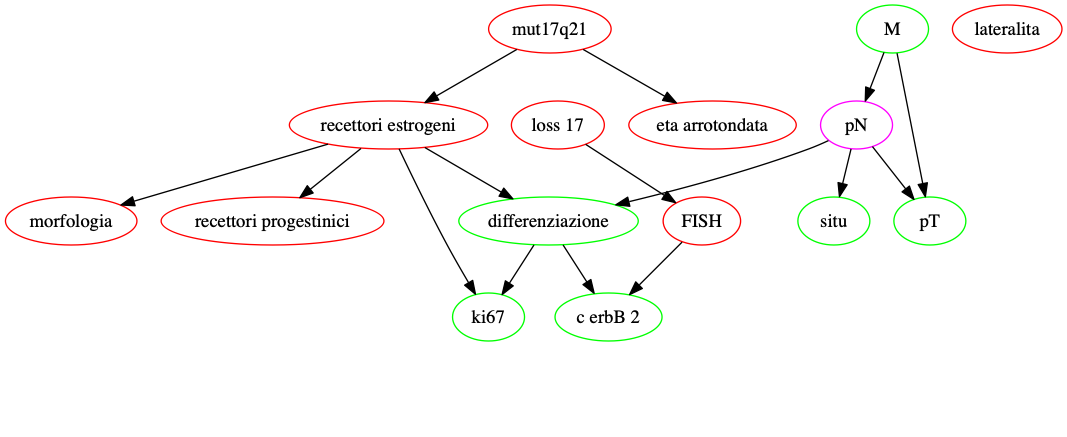 mut17q21
M
lateralita
recettori estrogeni
loss 17
eta arrotondata
pN
morfologia
recettori progestinici
differenziazione
FISH
situ
pT
ki67
c erbB 2